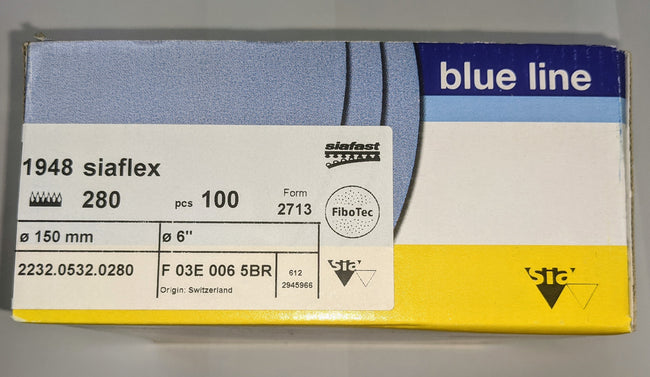 blue line
siafast
1948 siaflex
280 pcs 100 Form 2713
FiboTec
ø 150 mm ø 6"
2232.0532.0280 F 03E 006 5BR 612 2945966
Origin: Switzerland
sia
sia